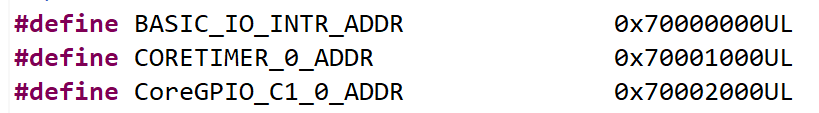 #define BASIC_IO_INTR_ADDR 0x70000000UL
#define CORETIMER_0_ADDR 0x70001000UL
#define CoreGPIO_C1_0_ADDR 0x70002000UL